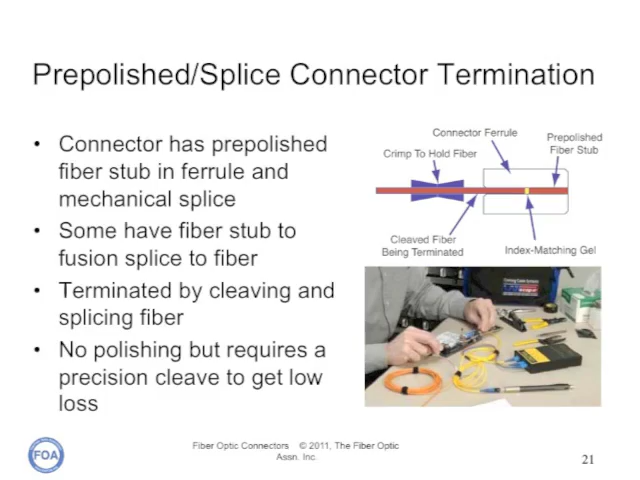 Prepolished/Splice Connector Termination
• Connector has prepolished
fiber stub in ferrule and
mechanical splice
• Some have fiber stub to
fusion splice to fiber
• Terminated by cleaving and
splicing fiber
• No polishing but requires a
precision cleave to get low
loss
Connector Ferrule
Prepolished
Fiber Stub
Crimp To Hold Fiber
Cleaved Fiber
Being Terminated
Index-Matching Gel
FOA
Fiber Optic Connectors © 2011, The Fiber Optic
Assn. Inc.
21